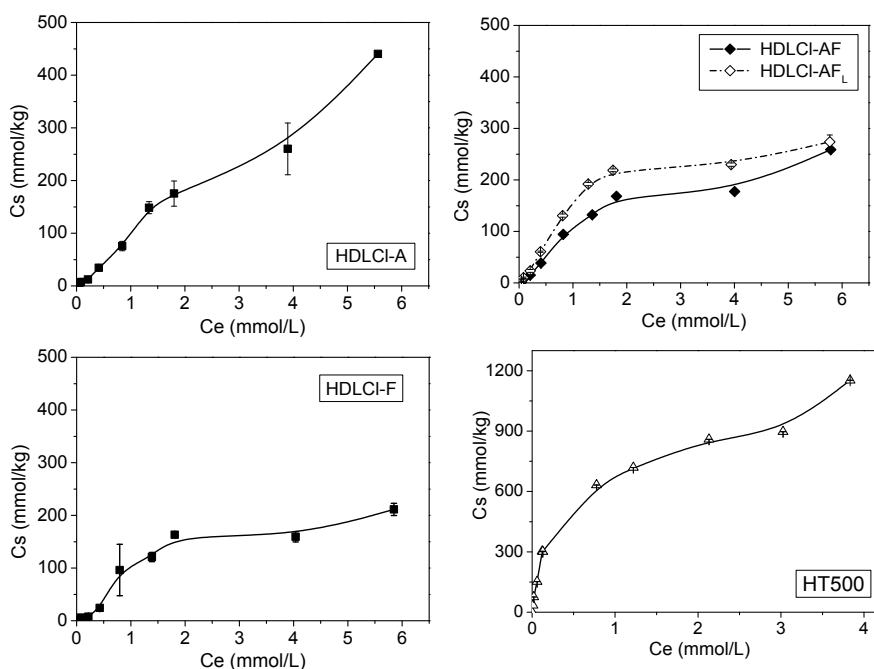 500
400
300
200
100
0
Cs (mmol/kg)
HDLCl-A
0 1 2 3 4 5 6
Ce (mmol/L)
500
400
300
200
100
0
Cs (mmol/kg)
HDLCl-AF
HDLCl-AFL
0 1 2 3 4 5 6
Ce (mmol/L)
500
400
300
200
100
0
Cs (mmol/kg)
HDLCl-F
0 1 2 3 4 5 6
Ce (mmol/L)
1200
900
600
300
0
Cs (mmol/kg)
HT500
0 1 2 3 4
Ce (mmol/L)